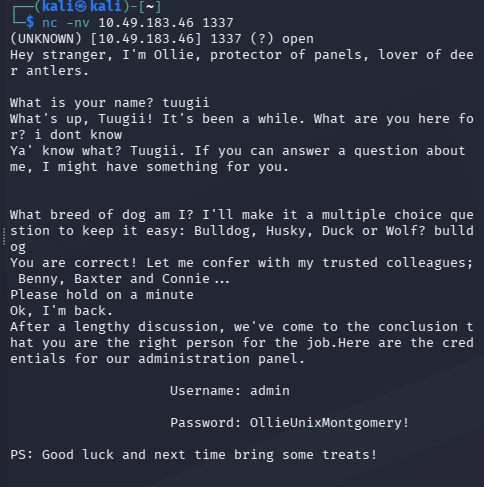 ┌──(kali㉿kali)-[~]
└─$ nc -nv 10.49.183.46 1337
(UNKNOWN) [10.49.183.46] 1337 (?) open
Hey stranger, I'm Ollie, protector of panels, lover of dee
r antlers.
What is your name? tuugii
What's up, Tuugii! It's been a while. What are you here fo
r? i dont know
Ya' know what? Tuugii. If you can answer a question about
me, I might have something for you.
What breed of dog am I? I'll make it a multiple choice que
stion to keep it easy: Bulldog, Husky, Duck or Wolf? bulld
og
You are correct! Let me confer with my trusted colleagues;
 Benny, Baxter and Connie...
Please hold on a minute
Ok, I'm back.
After a lengthy discussion, we've come to the conclusion t
hat you are the right person for the job.Here are the cred
entials for our administration panel.
Username: admin
Password: OllieUnixMontgomery!
PS: Good luck and next time bring some treats!